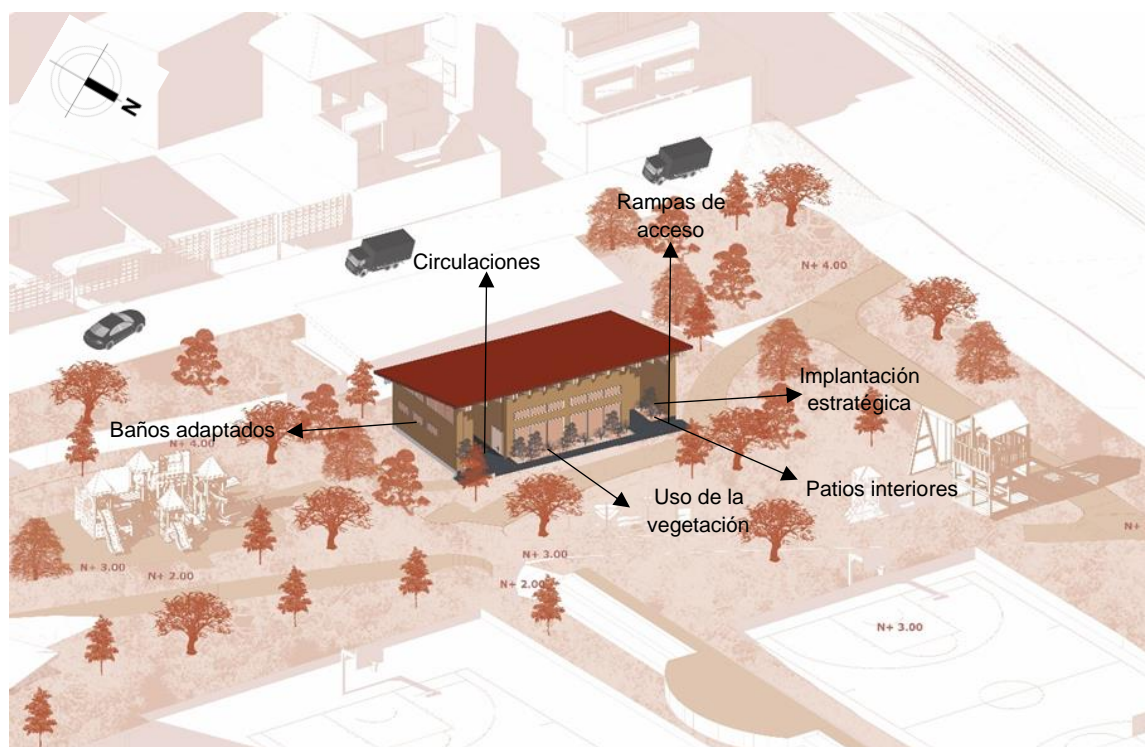 N
Rampas de
acceso
Circulaciones
N+ 4.00
Implantación
estratégica
Baños adaptados
N+ 4.00
Uso de la
vegetación
Patios interiores
N+ 3.00
N+ 2.00
N+ 3.00
N+ 2.00
N+ 3.00
N+